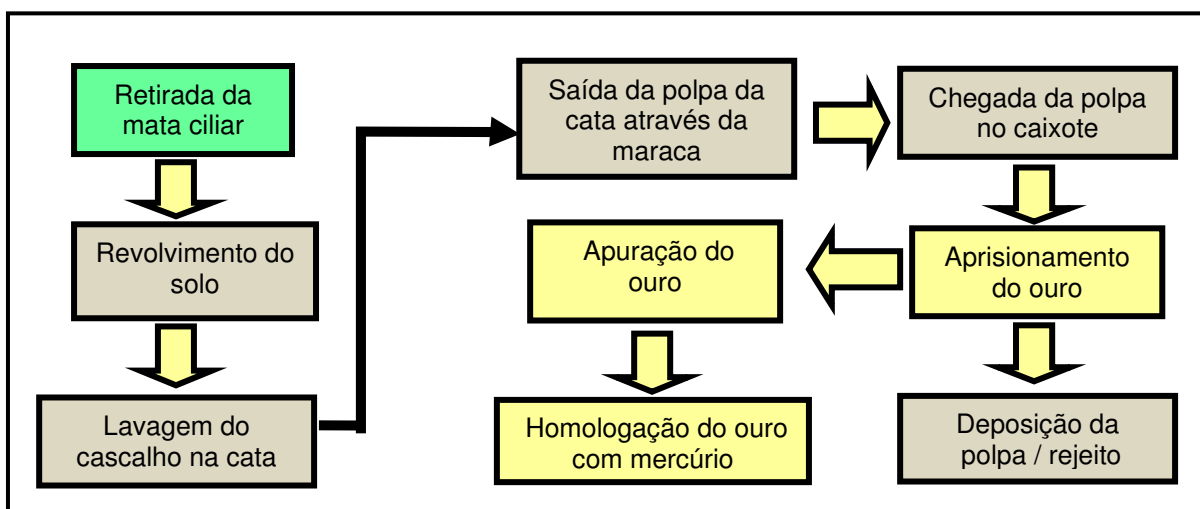 Retirada da
mata ciliar
Revolvimento do
solo
Lavagem do
cascalho na cata
Saída da polpa da
cata através da
maraca
Chegada da polpa
no caixote
Aprisionamento
do ouro
Apuração do
ouro
Homologação do ouro
com mercúrio
Deposição da
polpa / rejeito